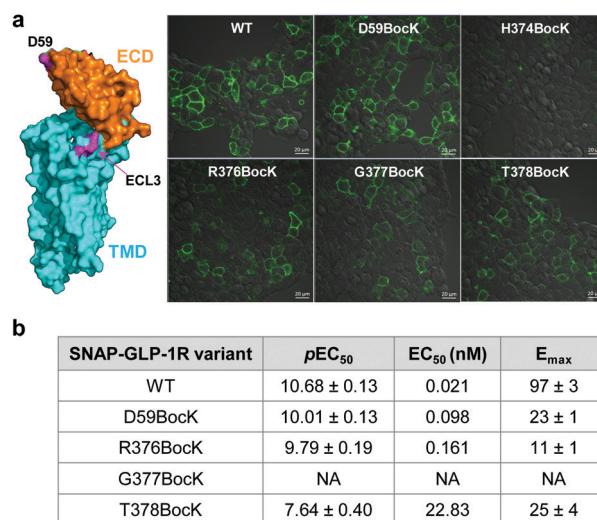 a
D59
ECD
ECL3
TMD
WT
D59BocK
H374BocK
20 µm
20 µm
20 µm
R376BocK
G377BocK
T378BocK
20 µm
20 µm
20 µm
b
SNAP-GLP-1R variant pEC50 EC50 (nM) Emax
WT 10.68 ± 0.13 0.021 97 ± 3
D59BocK 10.01 ± 0.13 0.098 23 ± 1
R376BocK 9.79 ± 0.19 0.161 11 ± 1
G377BocK NA NA NA
T378BocK 7.64 ± 0.40 22.83 25 ± 4